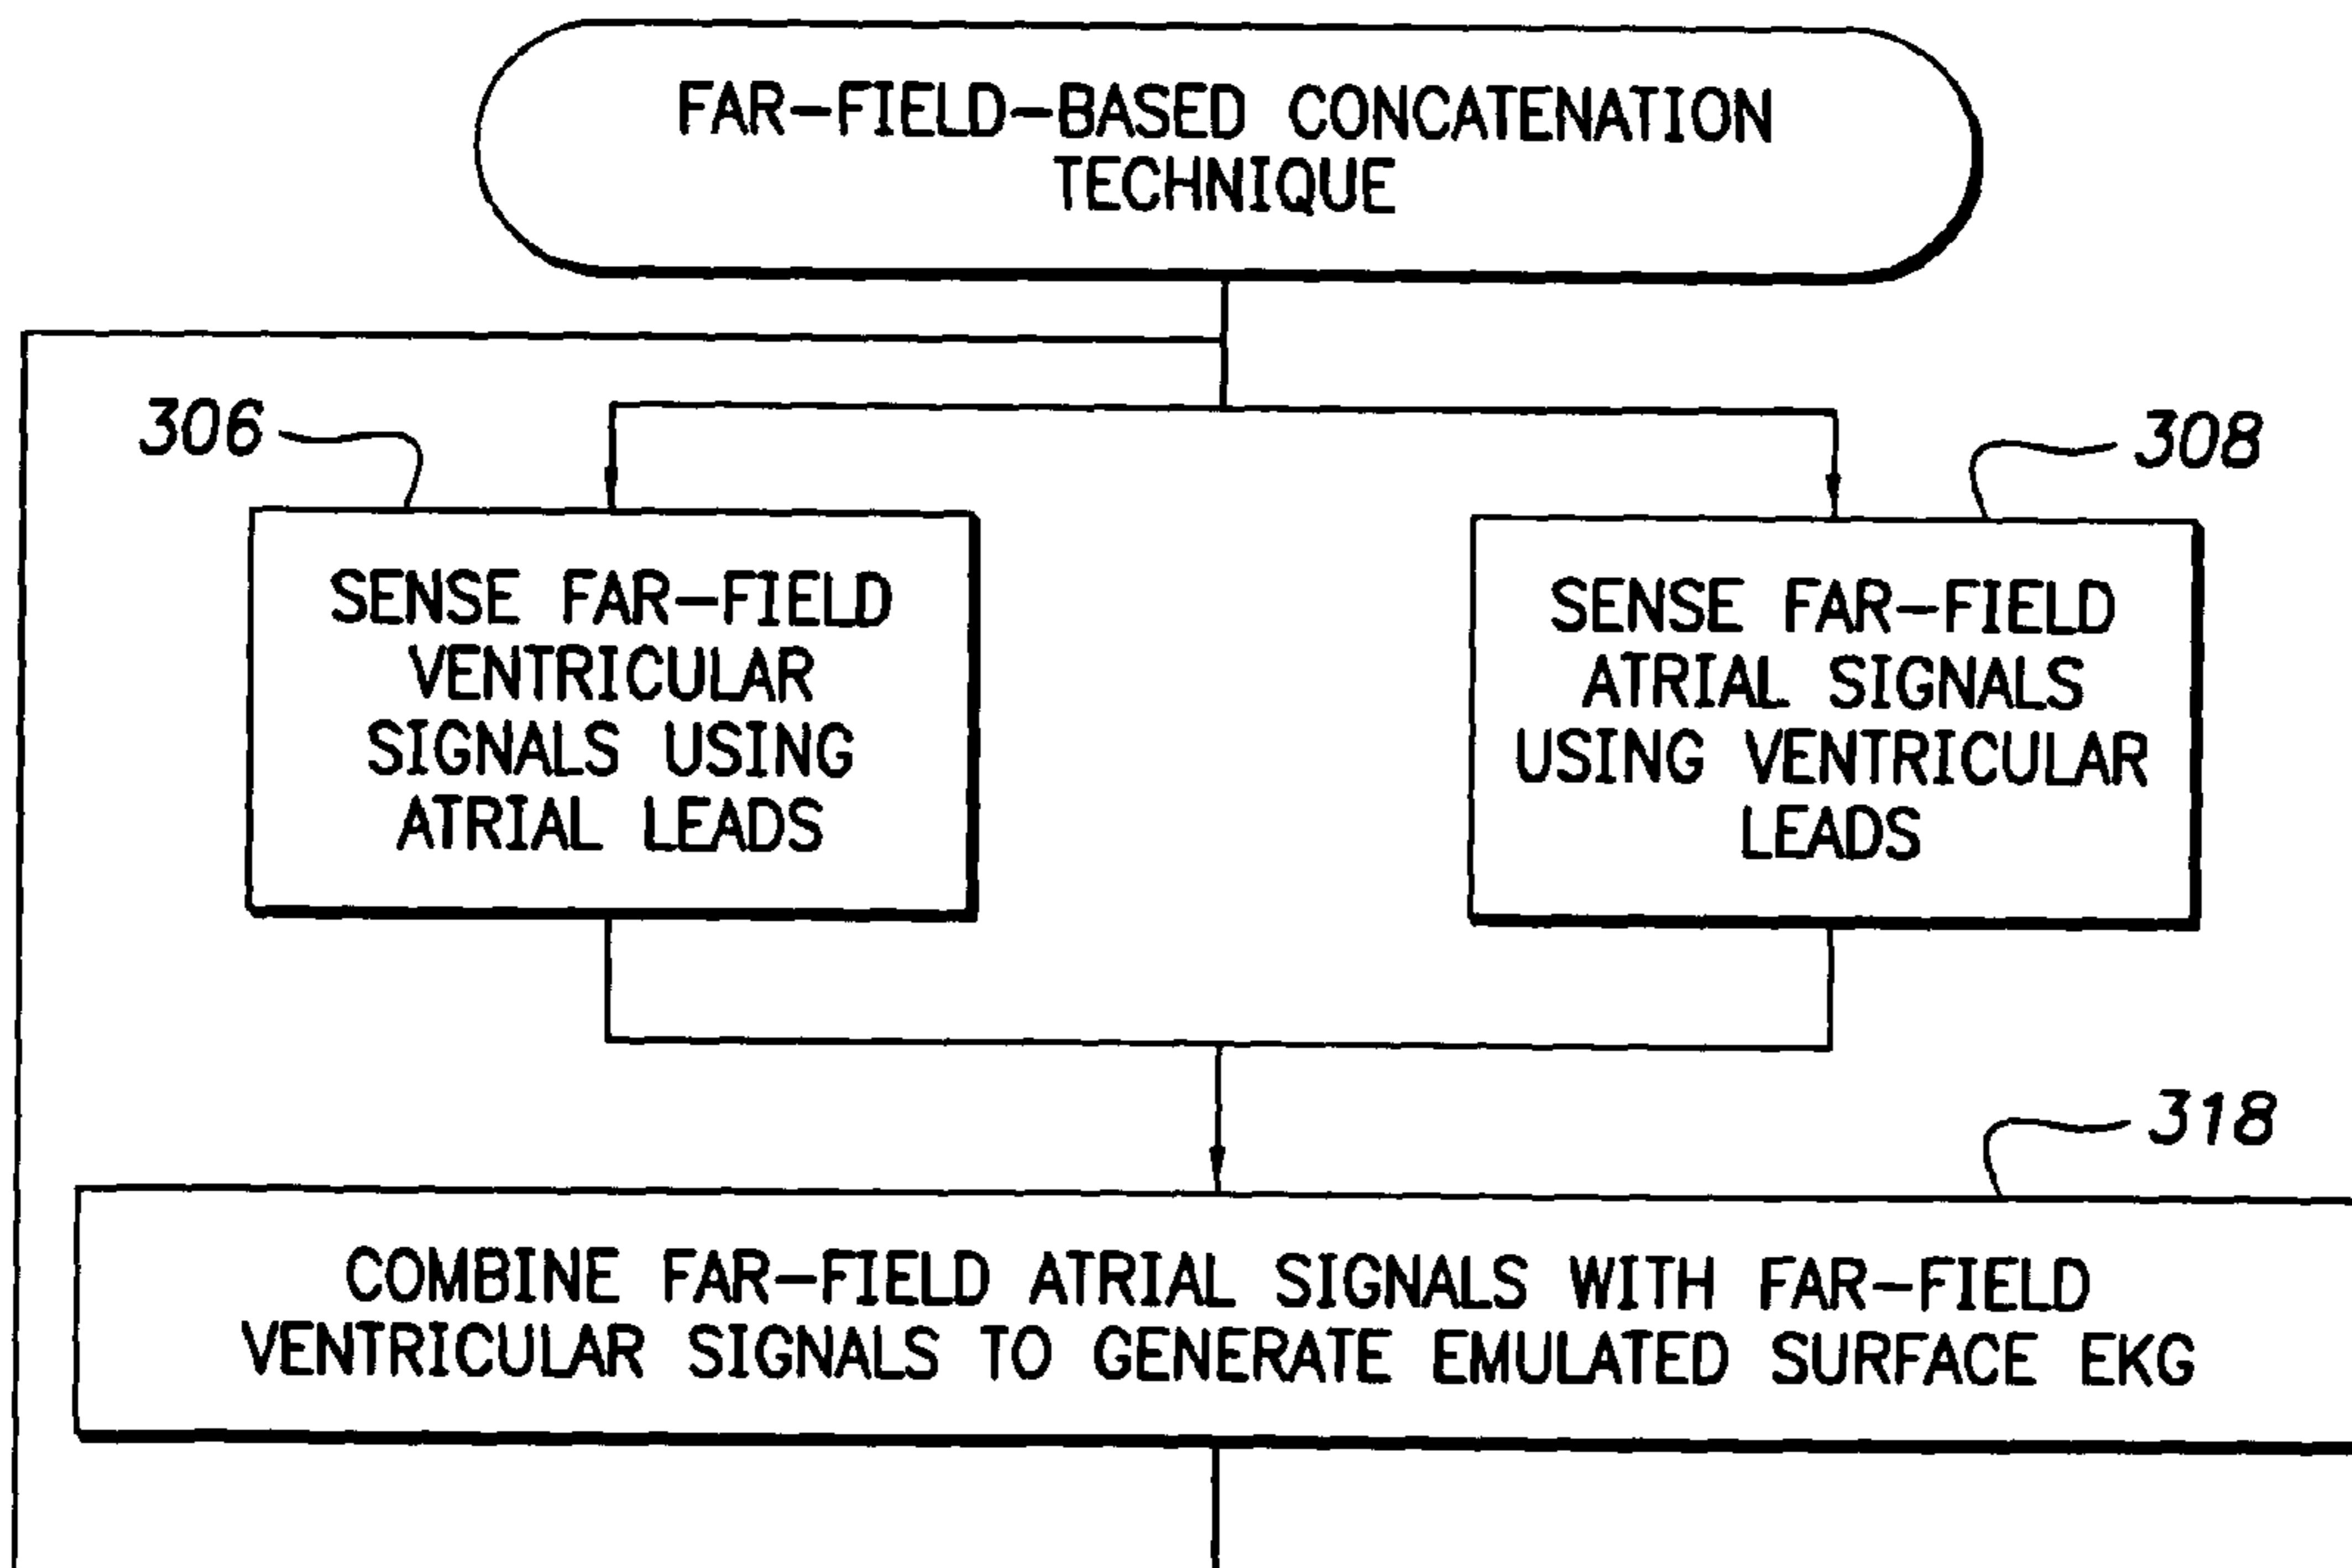 FAR-FIELD-BASED CONCATENATION
TECHNIQUE
306
308
SENSE FAR-FIELD
VENTRICULAR
SIGNALS USING
ATRIAL LEADS
SENSE FAR-FIELD
ATRIAL SIGNALS
USING VENTRICULAR
LEADS
318
COMBINE FAR-FIELD ATRIAL SIGNALS WITH FAR-FIELD
VENTRICULAR SIGNALS TO GENERATE EMULATED SURFACE EKG